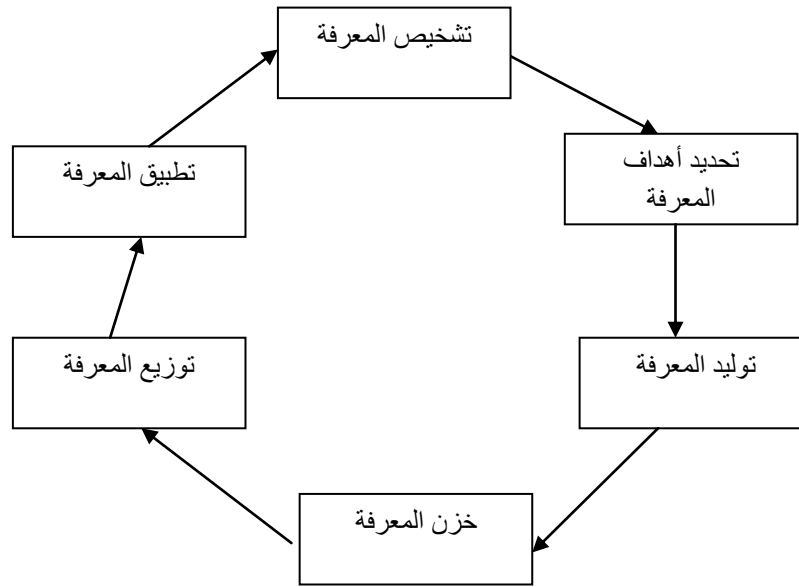 تشخيص المعرفة
تحديد أهداف
المعرفة
توليد المعرفة
خزن المعرفة
توزيع المعرفة
تطبيق المعرفة